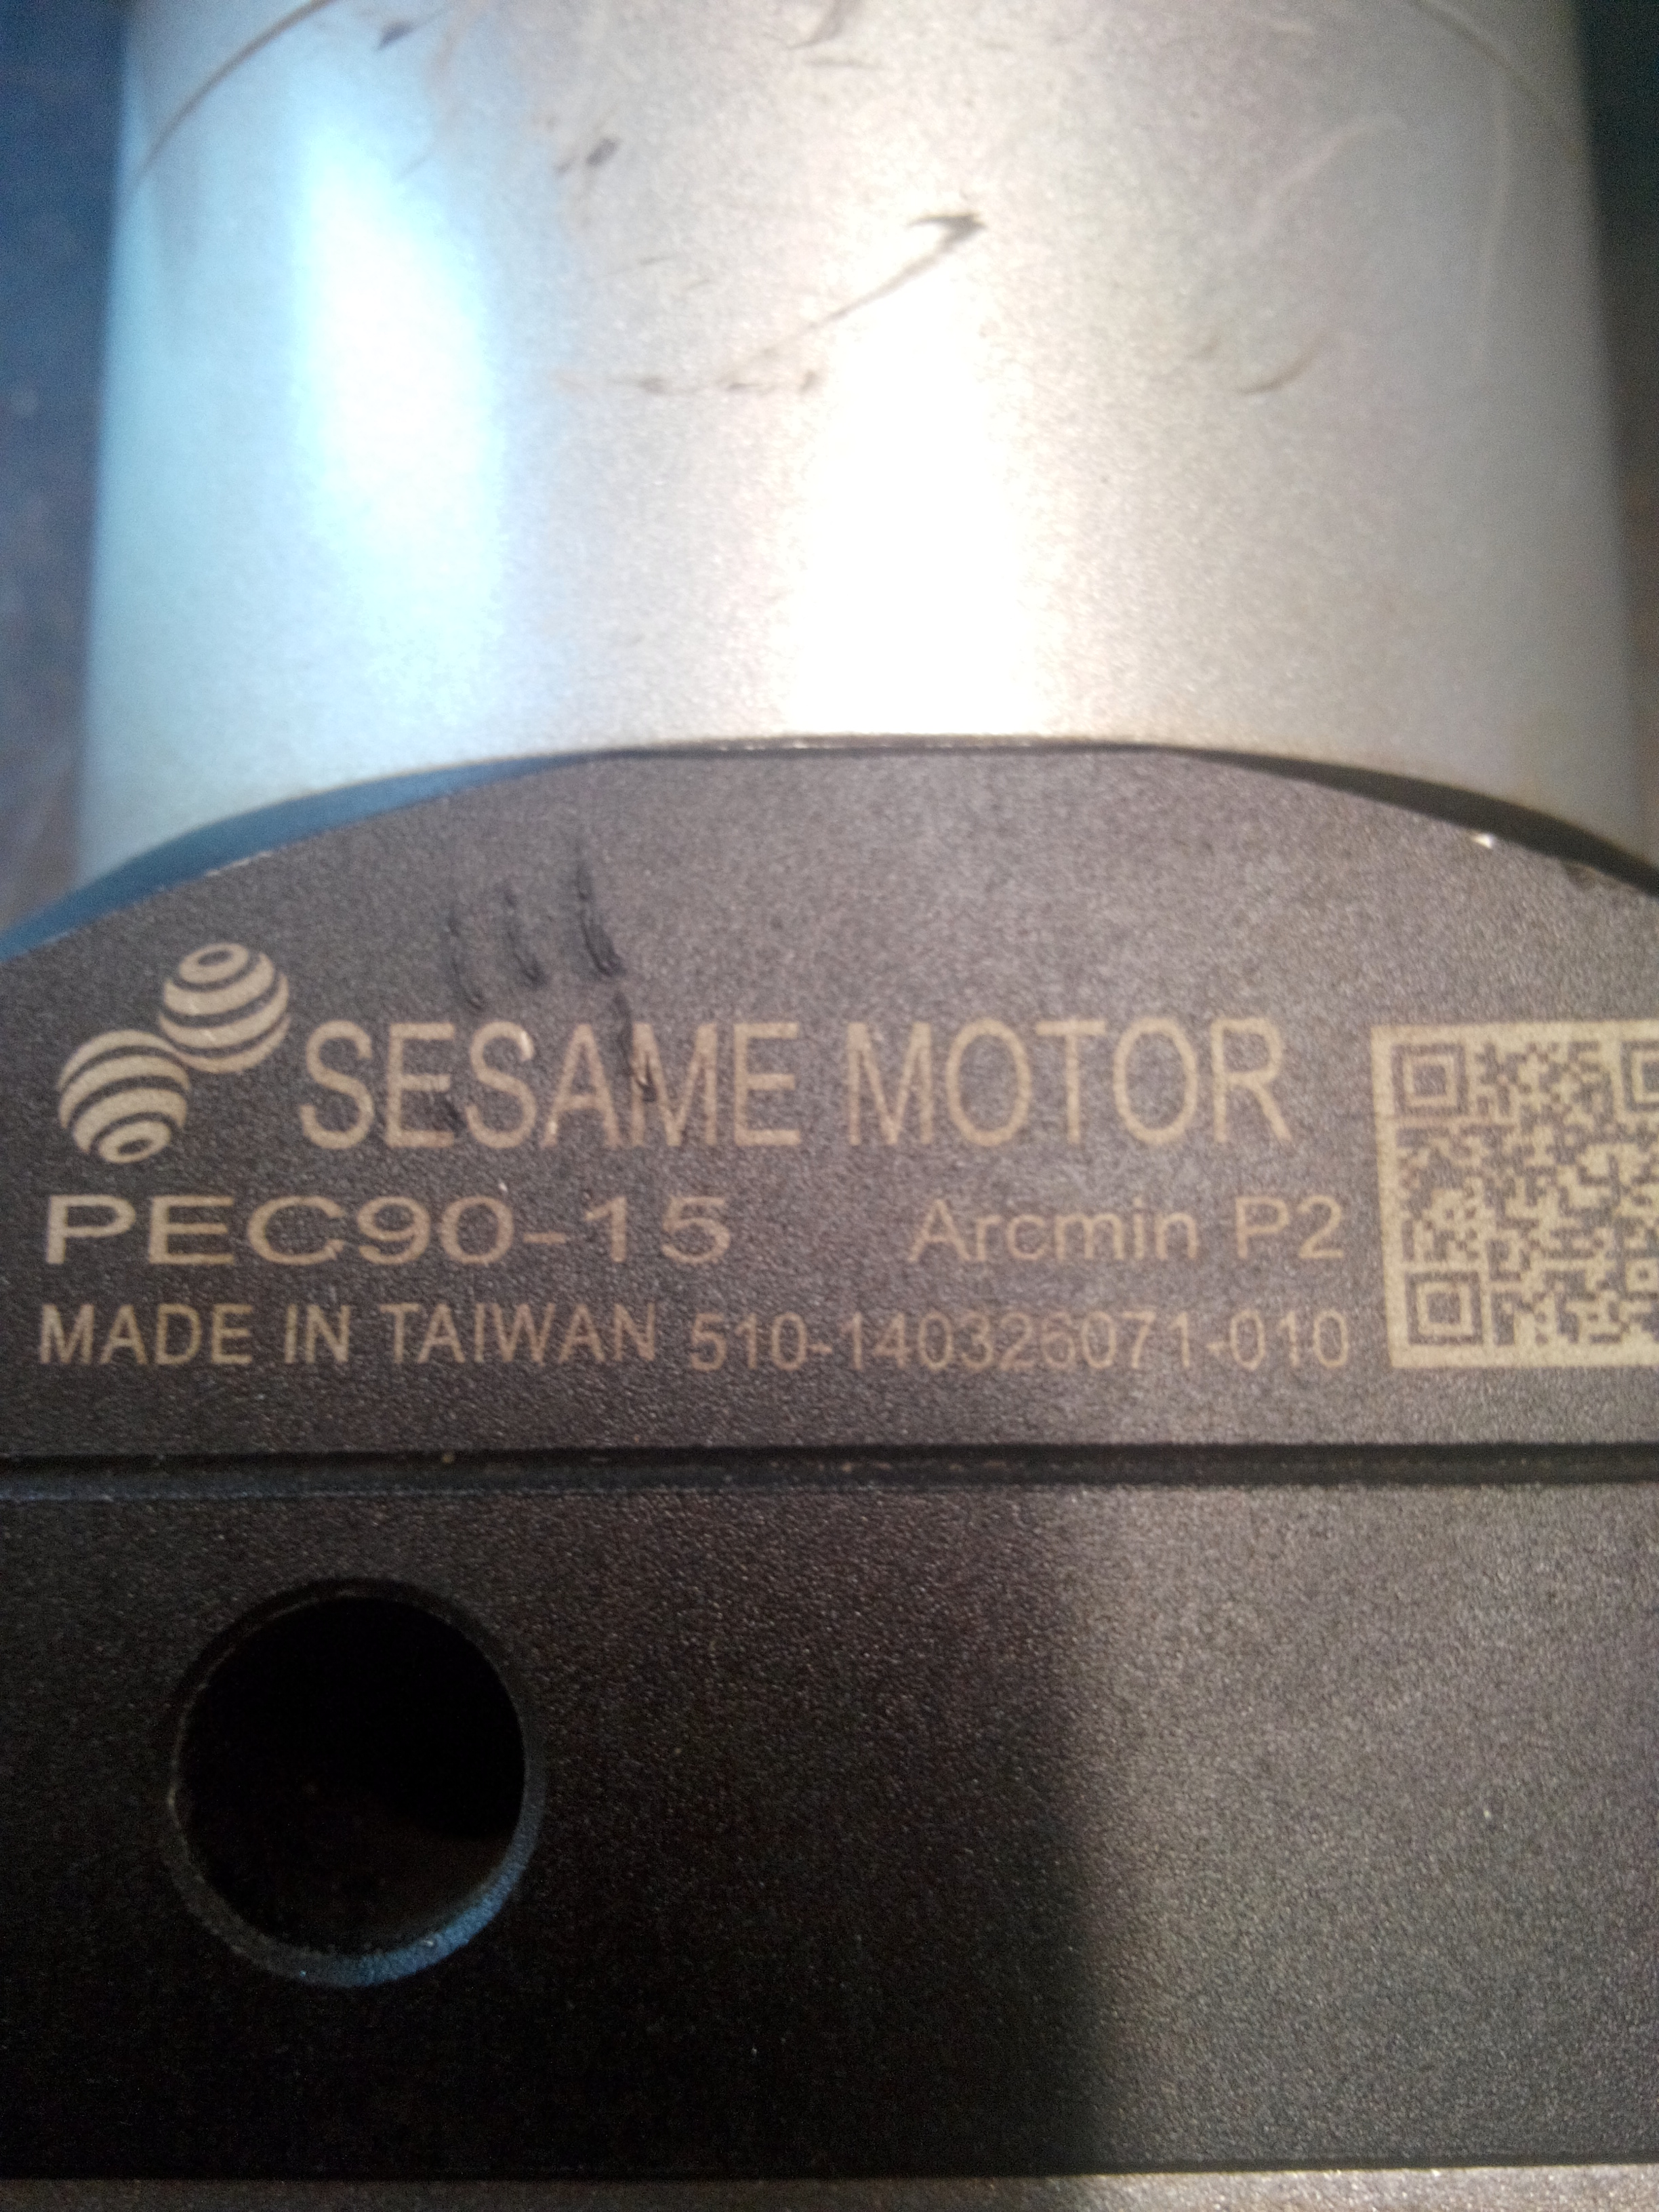 SESAME MOTOR
PEC90-15 Arcmin P2
MADE IN TAIWAN 510-140326071-010